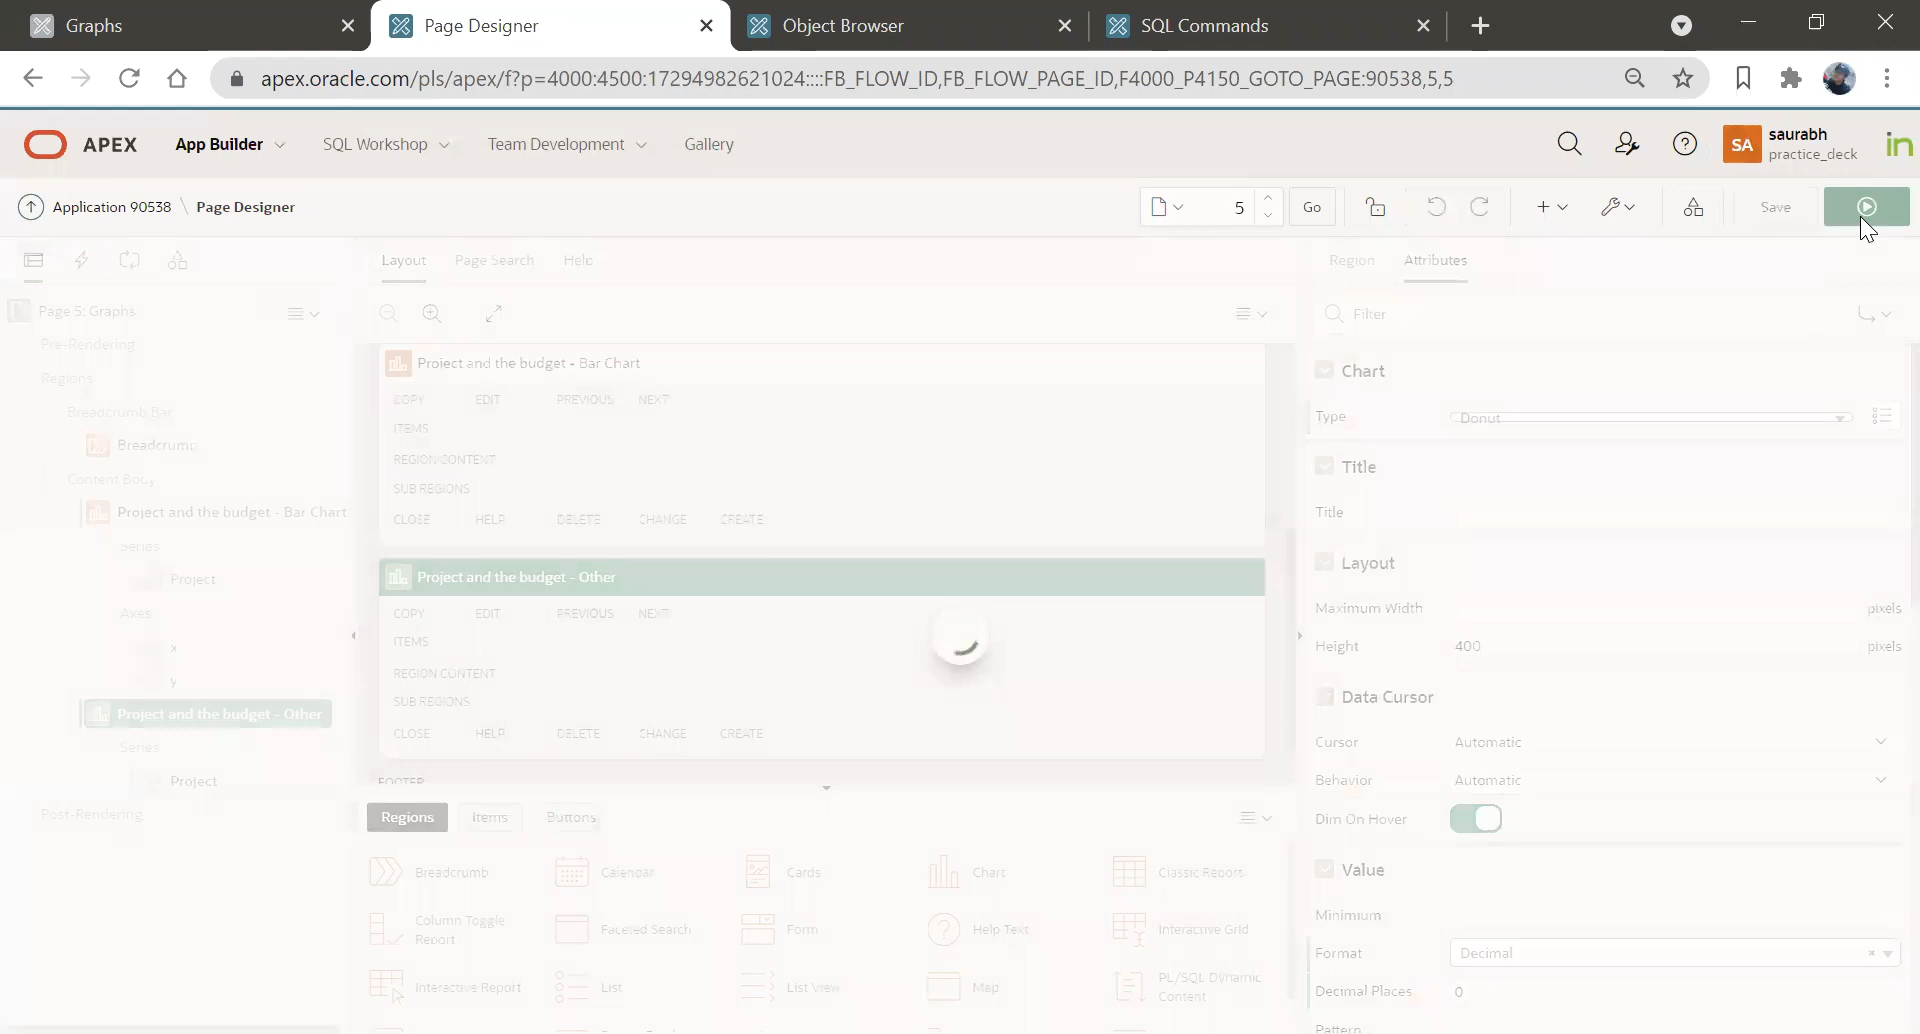 Graphs
Page Designer
Object Browser
SQL Commands
apex.oracle.com/pls/apex/f?p=4000:4500:17294982621024::::FB_FLOW_ID,FB_FLOW_PAGE_ID,F4000_P4150_GOTO_PAGE:90538,5,5
APEX
App Builder
SQL Workshop
Team Development
Gallery
SA
saurabh
practice_deck
in
Application 90538 \ Page Designer
5
Go
Save
Layout
Page Search
Help
Region
Attributes
Page 5: Graphs
Pre-Rendering
Regions
Breadcrumb Bar
Breadcrumb
Content Body
Project and the budget - Bar Chart
Series
Project
Axes
x
y
Project and the budget - Other
Series
Project
Post-Rendering
Project and the budget - Bar Chart
COPY EDIT PREVIOUS NEXT
ITEMS
REGION CONTENT
SUB REGIONS
CLOSE HELP DELETE CHANGE CREATE
Project and the budget - Other
COPY EDIT PREVIOUS NEXT
ITEMS
REGION CONTENT
SUB REGIONS
CLOSE HELP DELETE CHANGE CREATE
FOOTER
Regions
Items
Buttons
Breadcrumb
Calendar
Cards
Chart
Classic Report
Column Toggle
Report
Faceted Search
Form
Help Text
Interactive Grid
Interactive Report
List
List View
Map
PL/SQL Dynamic
Content
Filter
Chart
Type Donut
Title
Title
Layout
Maximum Width pixels
Height 400 pixels
Data Cursor
Cursor Automatic
Behavior Automatic
Dim On Hover
Value
Minimum
Format Decimal
Decimal Places 0
Pattern